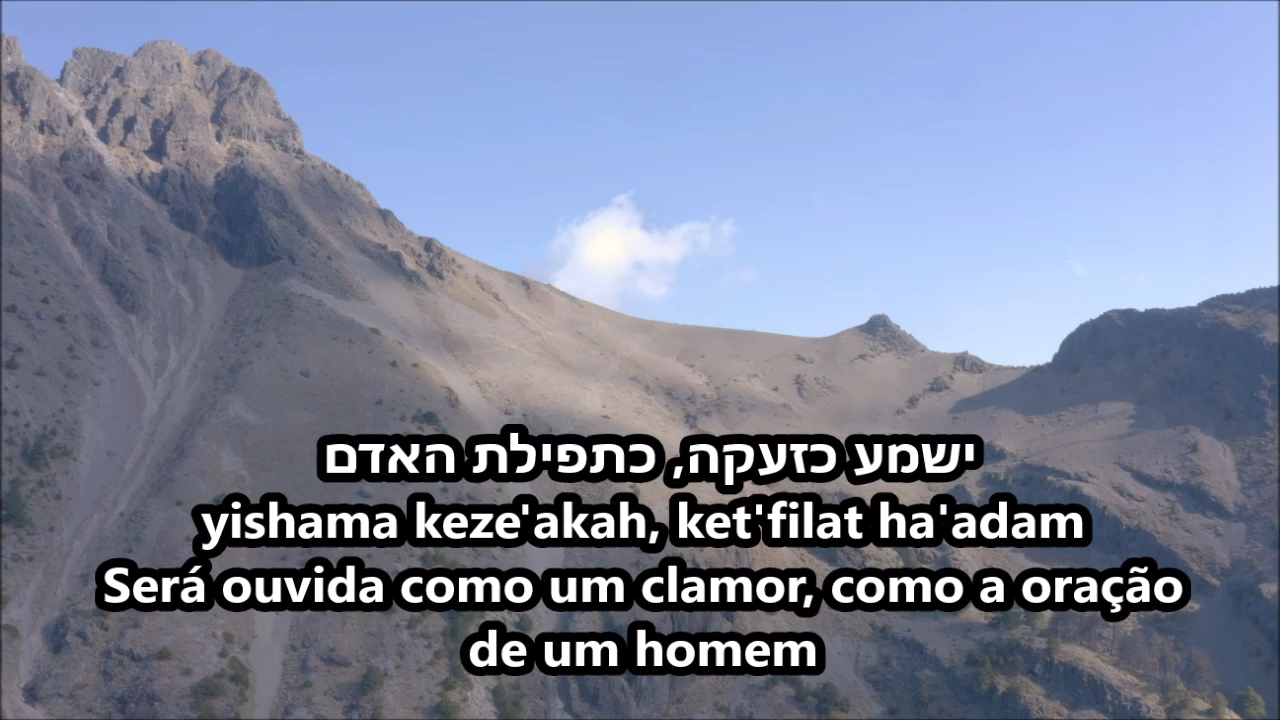 ישמע כזעקה, כתפילת האדם
yishama keze'akah, ket'filat ha'adam
Será ouvida como um clamor, como a oração
de um homem